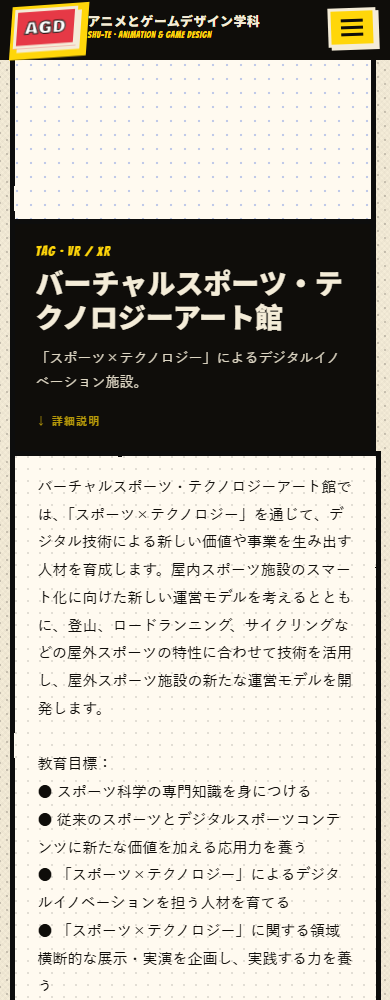 AGD
アニメとゲームデザイン学科
SHU-TE · ANIMATION & GAME DESIGN
TAG · VR / XR
バーチャルスポーツ・テ
クノロジーアート館
「スポーツ×テクノロジー」によるデジタルイノ
ベーション施設。
↓ 詳細説明
バーチャルスポーツ・テクノロジーアート館で
は、「スポーツ×テクノロジー」を通じて、デ
ジタル技術による新しい価値や事業を生み出す
人材を育成します。屋内スポーツ施設のスマー
ト化に向けた新しい運営モデルを考えるととも
に、登山、ロードランニング、サイクリングな
どの屋外スポーツの特性に合わせて技術を活用
し、屋外スポーツ施設の新たな運営モデルを開
発します。
教育目標：
● スポーツ科学の専門知識を身につける
● 従来のスポーツとデジタルスポーツコンテ
ンツに新たな価値を加える応用力を養う
● 「スポーツ×テクノロジー」によるデジタ
ルイノベーションを担う人材を育てる
● 「スポーツ×テクノロジー」に関する領域
横断的な展示・実演を企画し、実践する力を養
う